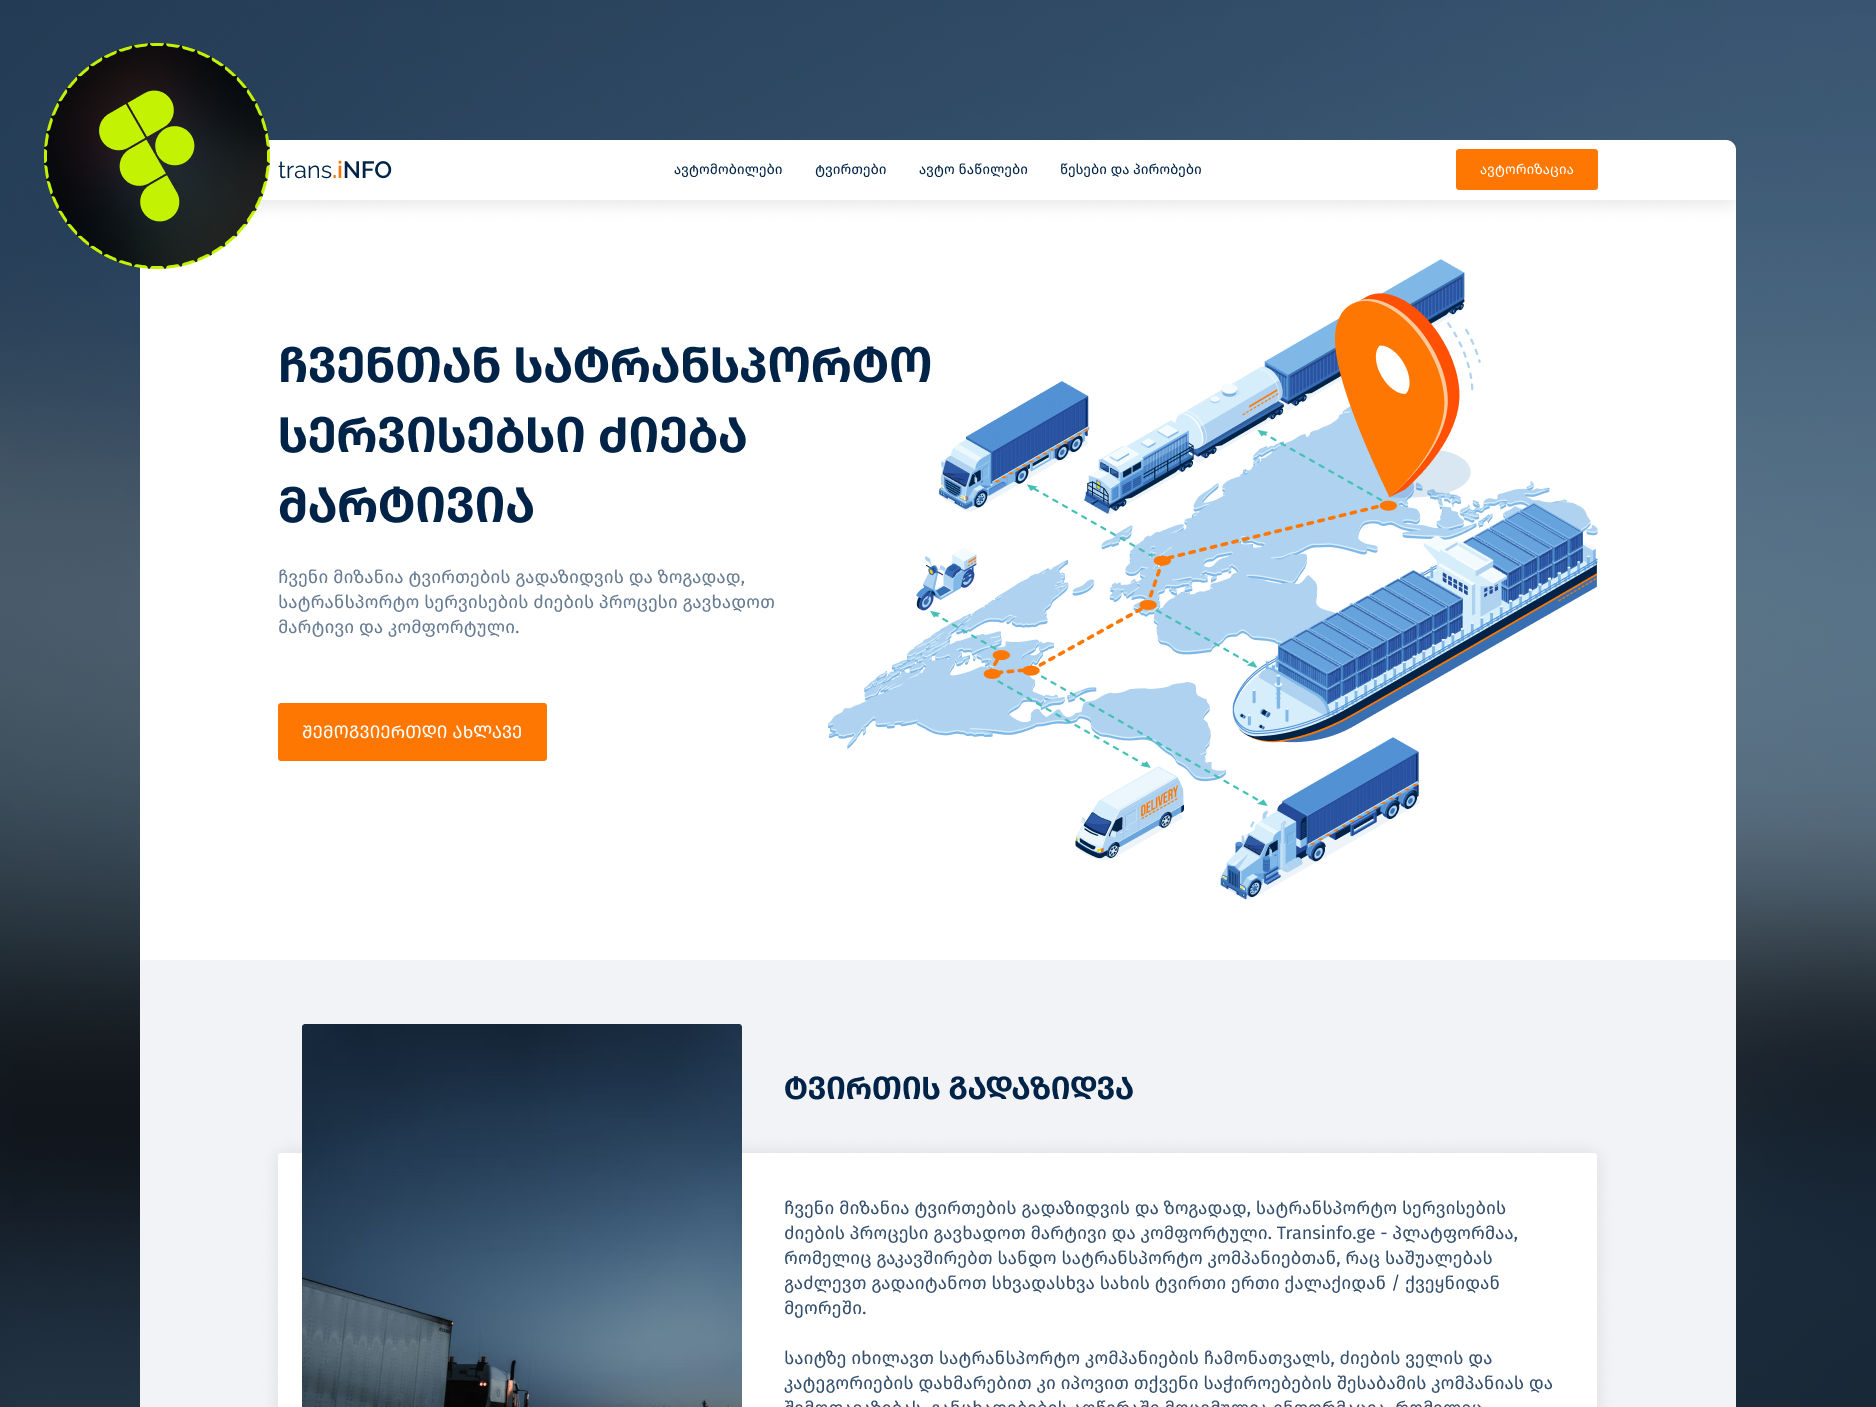 trans.iNFO
ავტომობილები ტვირთები ავტო ნაწილები წესები და პირობები
ავტორიზაცია
ჩვენთან სატრანსპორტო
სერვისებსი ძიება
მარტივია
ჩვენი მიზანია ტვირთების გადაზიდვის და ზოგადად,
სატრანსპორტო სერვისების ძიების პროცესი გავხადოთ
მარტივი და კომფორტული.
შემოგვიერთდი ახლავე
DELIVERY
ტვირთის გადაზიდვა
ჩვენი მიზანია ტვირთების გადაზიდვის და ზოგადად, სატრანსპორტო სერვისების
ძიების პროცესი გავხადოთ მარტივი და კომფორტული. Transinfo.ge - პლატფორმაა,
რომელიც გაკავშირებთ სანდო სატრანსპორტო კომპანიებთან, რაც საშუალებას
გაძლევთ გადაიტანოთ სხვადასხვა სახის ტვირთი ერთი ქალაქიდან / ქვეყნიდან
მეორეში.
საიტზე იხილავთ სატრანსპორტო კომპანიების ჩამონათვალს, ძიების ველის და
კატეგორიების დახმარებით კი იპოვით თქვენი საჭიროებების შესაბამის კომპანიას და